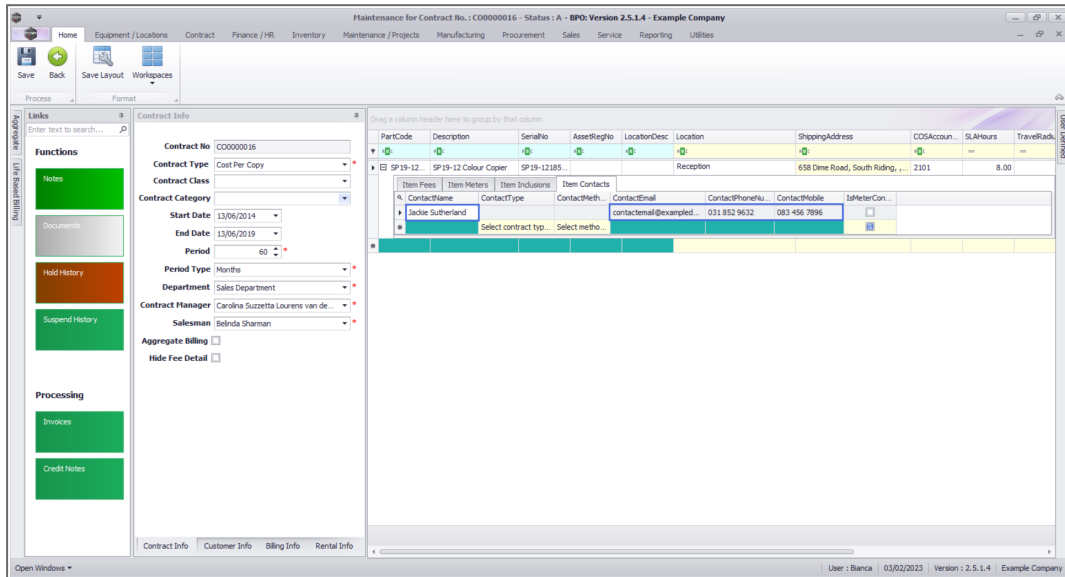 Maintenance for Contract No. : CO0000016 - Status : A - BPO: Version 2.5.1.4 - Example Company
Home Equipment / Locations Contract Finance / HR Inventory Maintenance / Projects Manufacturing Procurement Sales Service Reporting Utilities
Save Back Save Layout Workspaces
Process Format
Aggregate
Life Based Billing
Links
Enter text to search...
Functions
Notes
Documents
Hold History
Suspend History
Processing
Invoices
Credit Notes
Contract Info
Contract No CO0000016
Contract Type Cost Per Copy *
Contract Class
Contract Category
Start Date 13/06/2014
End Date 13/06/2019
Period 60 *
Period Type Months *
Department Sales Department *
Contract Manager Carolina Suzzetta Lourens van de... *
Salesman Belinda Sharman *
Aggregate Billing
Hide Fee Detail
Contract Info Customer Info Billing Info Rental Info
Drag a column header here to group by that column
PartCode Description SerialNo AssetRegNo LocationDesc Location ShippingAddress COSAccoun... SLAHours TravelRadiu
SP19-12... SP19-12 Colour Copier SP19-12185... Reception 658 Dime Road, South Riding, ,... 2101 8.00
Item Fees Item Meters Item Inclusions Item Contacts
ContactName ContactType ContactMeth... ContactEmail ContactPhoneNu... ContactMobile IsMeterCon...
Jackie Sutherland contactemail@exampled... 031 852 9632 083 456 7896
Select contract typ... Select metho...
User Defined
Open Windows
User : Bianca 03/02/2023 Version : 2.5.1.4 Example Company